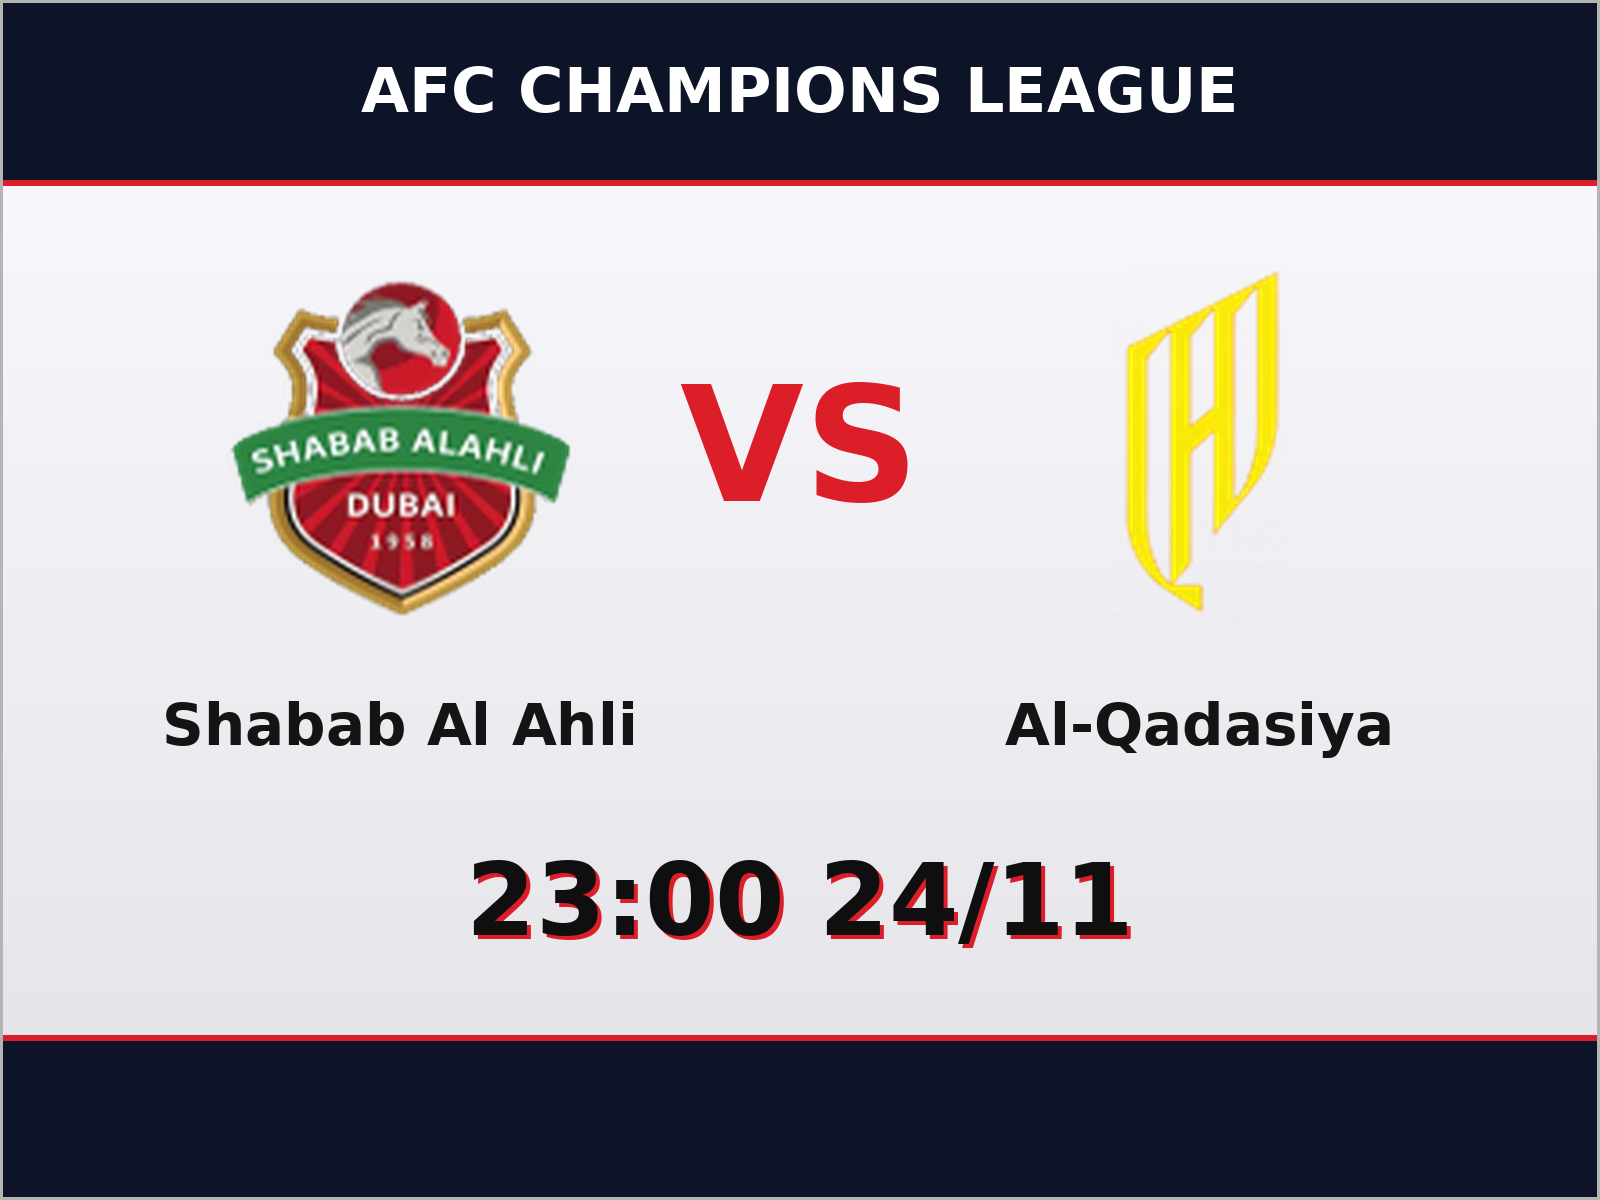 AFC CHAMPIONS LEAGUE
SHABAB ALAHLI
DUBAI
1958
VS
Shabab Al Ahli
Al-Qadasiya
23:00 24/11